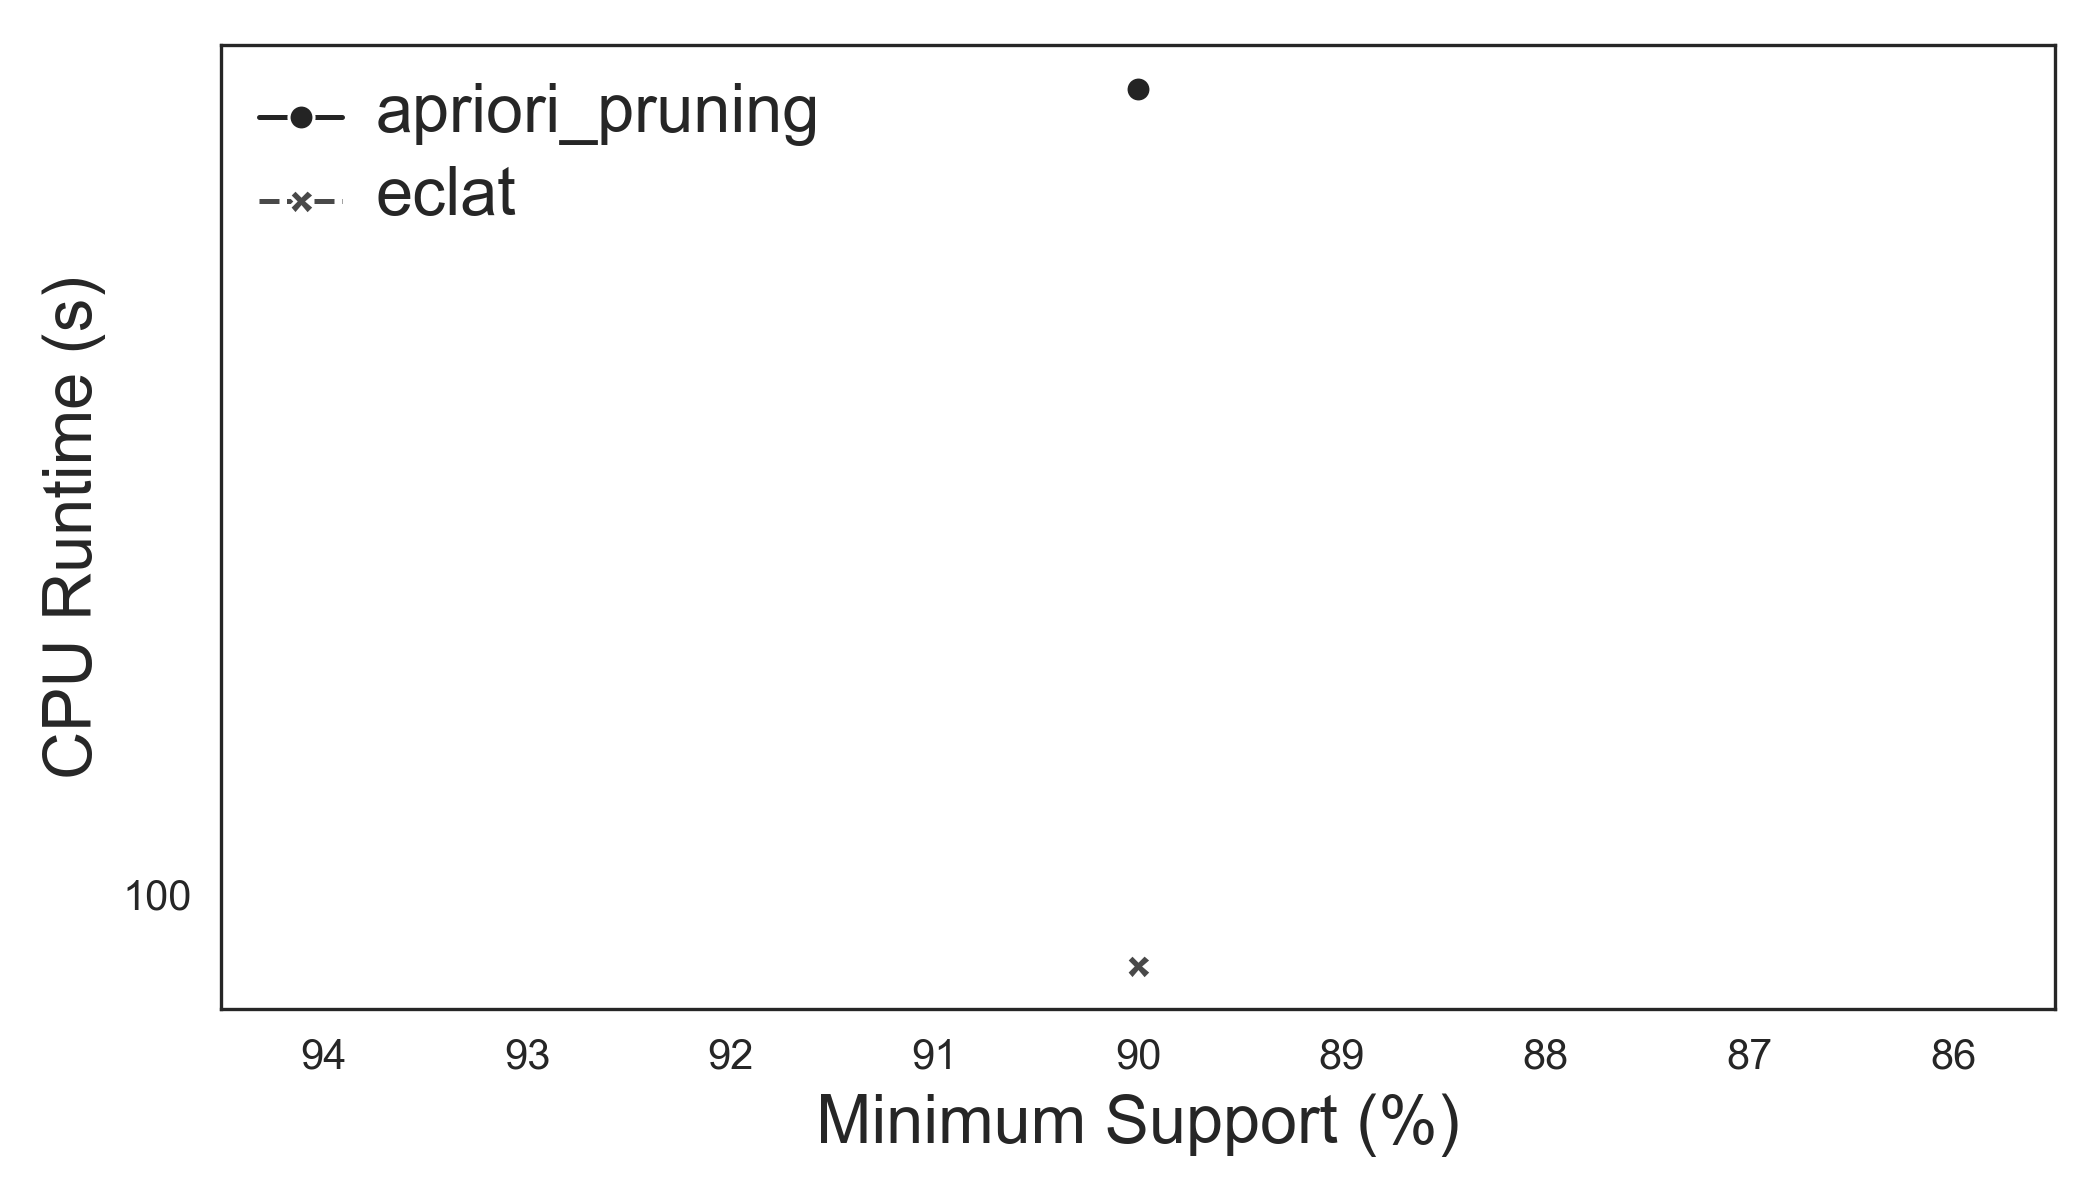 apriori_pruning
eclat
CPU Runtime (s)
100
94 93 92 91 90 89 88 87 86
Minimum Support (%)